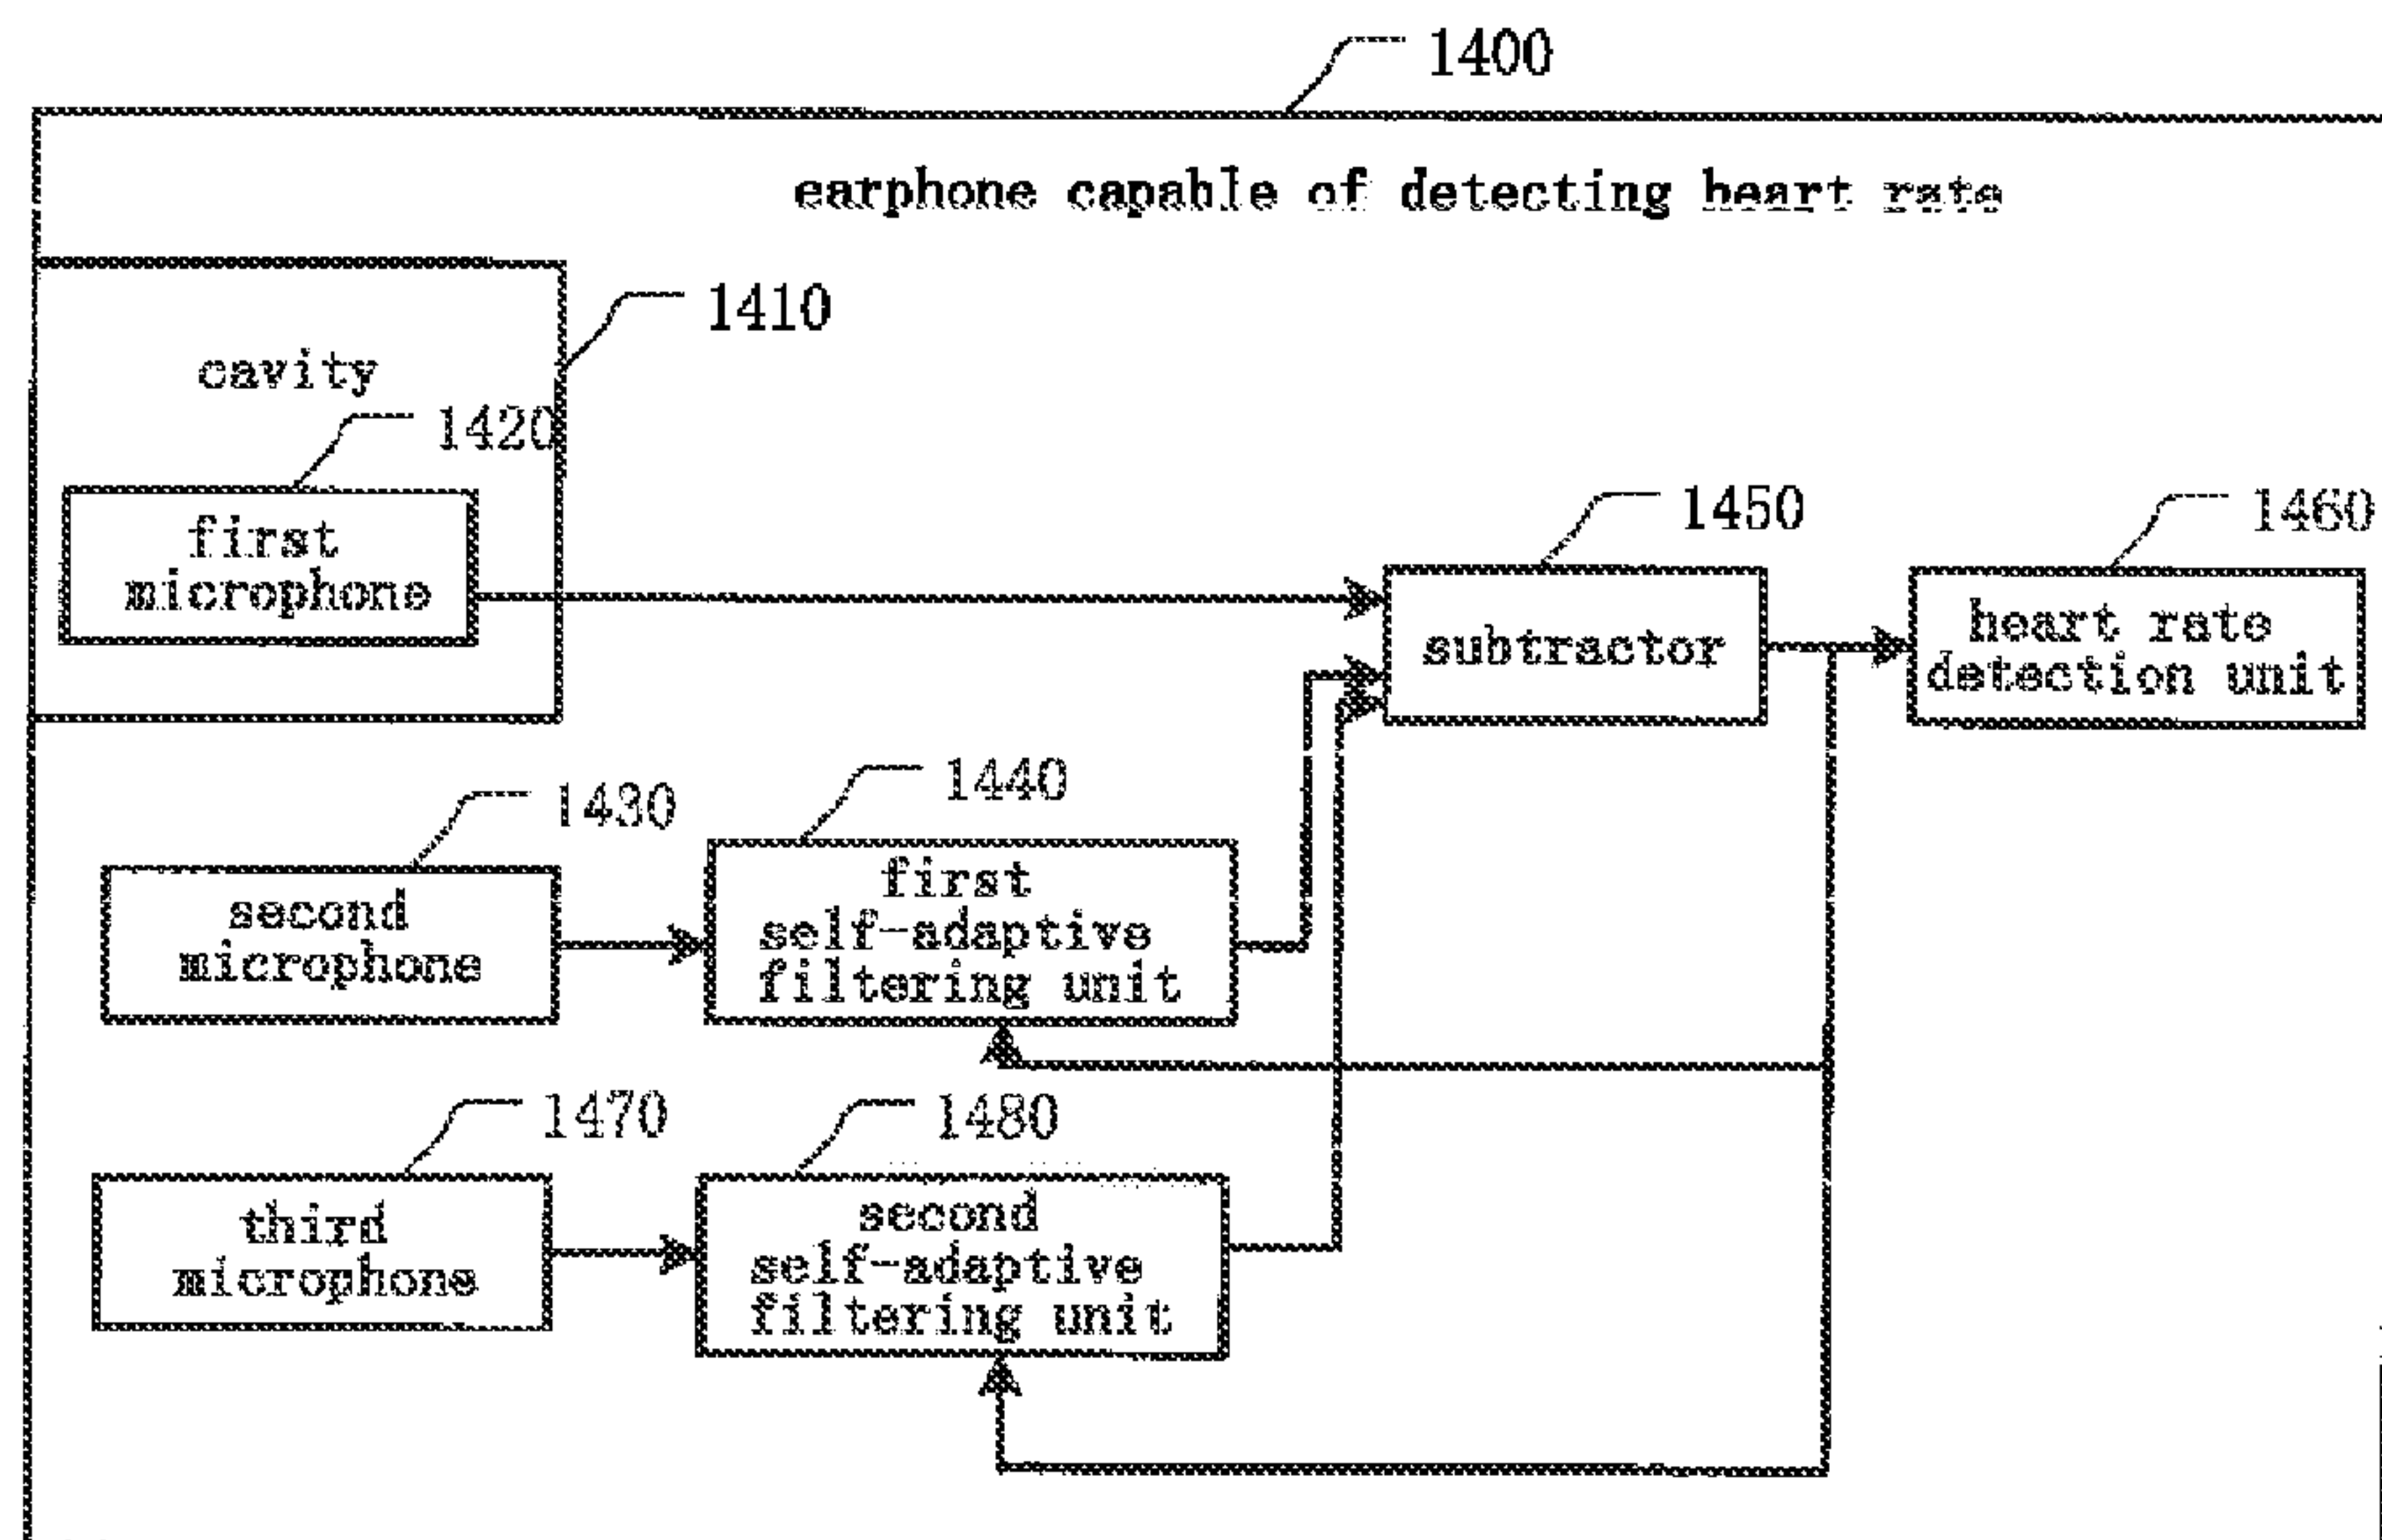 1400
earphone capable of detecting heart rate
1410
cavity
1420
first
microphone
1450
1460
subtractor
heart rate
detection unit
1430
1440
second
microphone
first
self-adaptive
filtering unit
1470
1480
third
microphone
second
self-adaptive
filtering unit